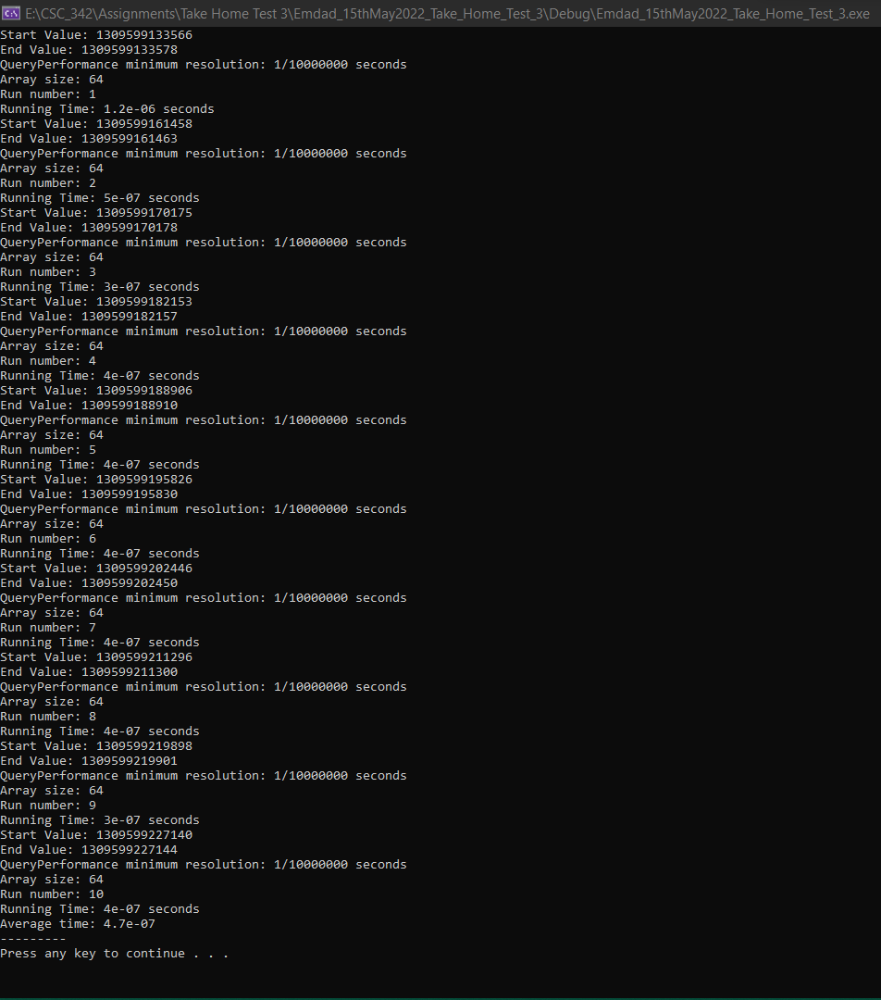 E:\CSC_342\Assignments\Take Home Test 3\Emdad_15thMay2022_Take_Home_Test_3\Debug\Emdad_15thMay2022_Take_Home_Test_3.exe
Start Value: 1309599133566
End Value: 1309599133578
QueryPerformance minimum resolution: 1/10000000 seconds
Array size: 64
Run number: 1
Running Time: 1.2e-06 seconds
Start Value: 1309599161458
End Value: 1309599161463
QueryPerformance minimum resolution: 1/10000000 seconds
Array size: 64
Run number: 2
Running Time: 5e-07 seconds
Start Value: 1309599170175
End Value: 1309599170178
QueryPerformance minimum resolution: 1/10000000 seconds
Array size: 64
Run number: 3
Running Time: 3e-07 seconds
Start Value: 1309599182153
End Value: 1309599182157
QueryPerformance minimum resolution: 1/10000000 seconds
Array size: 64
Run number: 4
Running Time: 4e-07 seconds
Start Value: 1309599188906
End Value: 1309599188910
QueryPerformance minimum resolution: 1/10000000 seconds
Array size: 64
Run number: 5
Running Time: 4e-07 seconds
Start Value: 1309599195826
End Value: 1309599195830
QueryPerformance minimum resolution: 1/10000000 seconds
Array size: 64
Run number: 6
Running Time: 4e-07 seconds
Start Value: 1309599202446
End Value: 1309599202450
QueryPerformance minimum resolution: 1/10000000 seconds
Array size: 64
Run number: 7
Running Time: 4e-07 seconds
Start Value: 1309599211296
End Value: 1309599211300
QueryPerformance minimum resolution: 1/10000000 seconds
Array size: 64
Run number: 8
Running Time: 4e-07 seconds
Start Value: 1309599219898
End Value: 1309599219901
QueryPerformance minimum resolution: 1/10000000 seconds
Array size: 64
Run number: 9
Running Time: 3e-07 seconds
Start Value: 1309599227140
End Value: 1309599227144
QueryPerformance minimum resolution: 1/10000000 seconds
Array size: 64
Run number: 10
Running Time: 4e-07 seconds
Average time: 4.7e-07
---------
Press any key to continue . . .